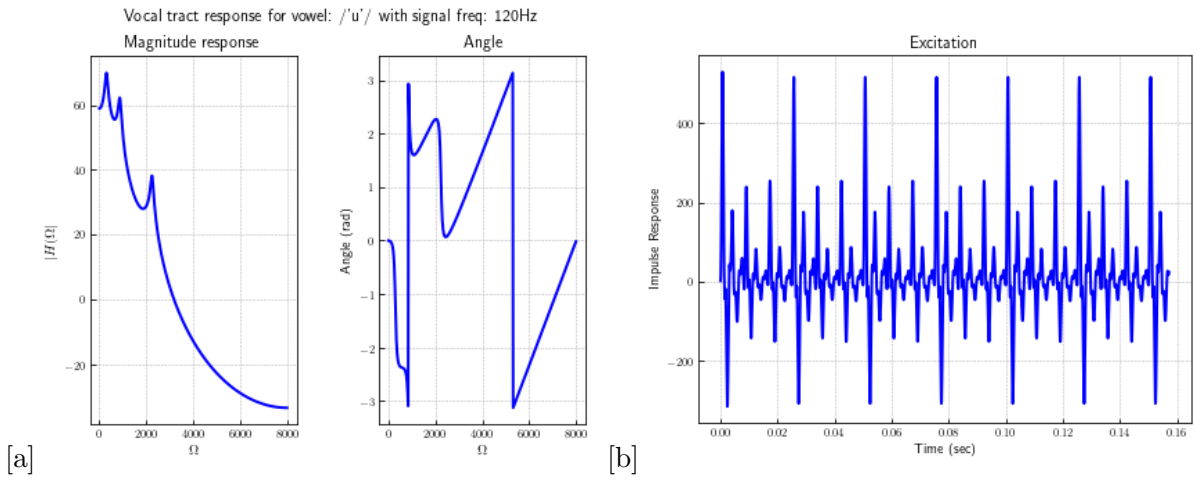 Vocal tract response for vowel: /'u'/ with signal freq: 120Hz
Magnitude response
60
40
20
0
−20
|H(Ω|
0 2000 4000 6000 8000
Ω
Angle
3
2
1
0
−1
−2
−3
Angle (rad)
0 2000 4000 6000 8000
Ω
[a]
Excitation
400
200
0
−200
Impulse Response
0.00 0.02 0.04 0.06 0.08 0.10 0.12 0.14 0.16
Time (sec)
[b]